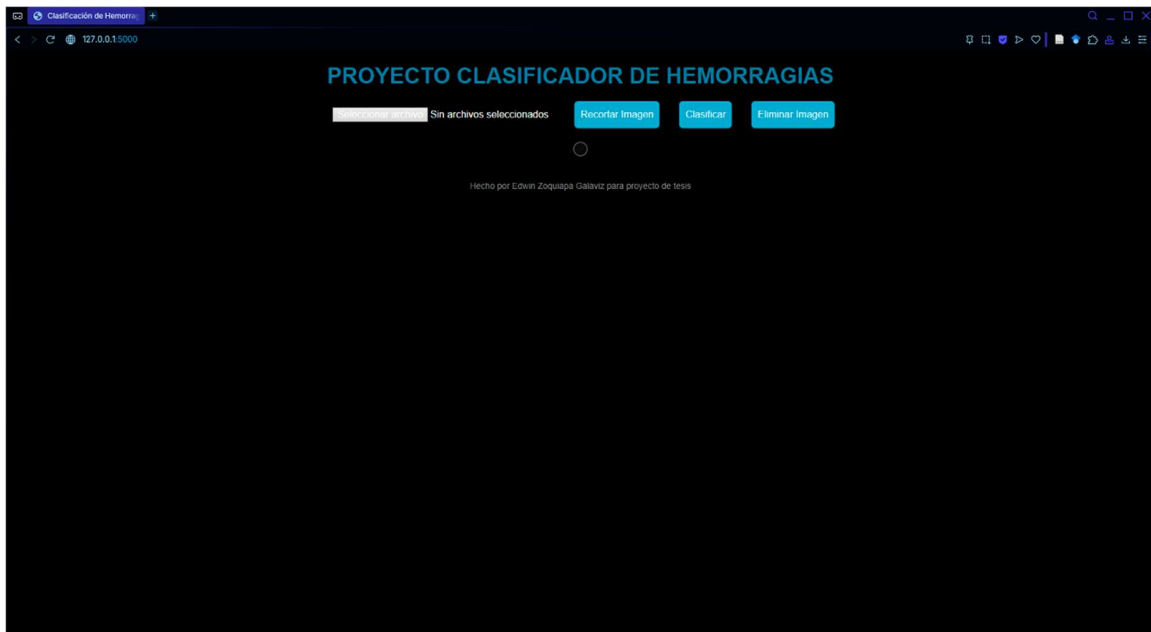 Clasificación de Hemorrag
127.0.0.1:5000
PROYECTO CLASIFICADOR DE HEMORRAGIAS
Seleccionar archivo Sin archivos seleccionados Recortar Imagen Clasificar Eliminar Imagen
Hecho por Edwin Zoquiapa Galaviz para proyecto de tesis